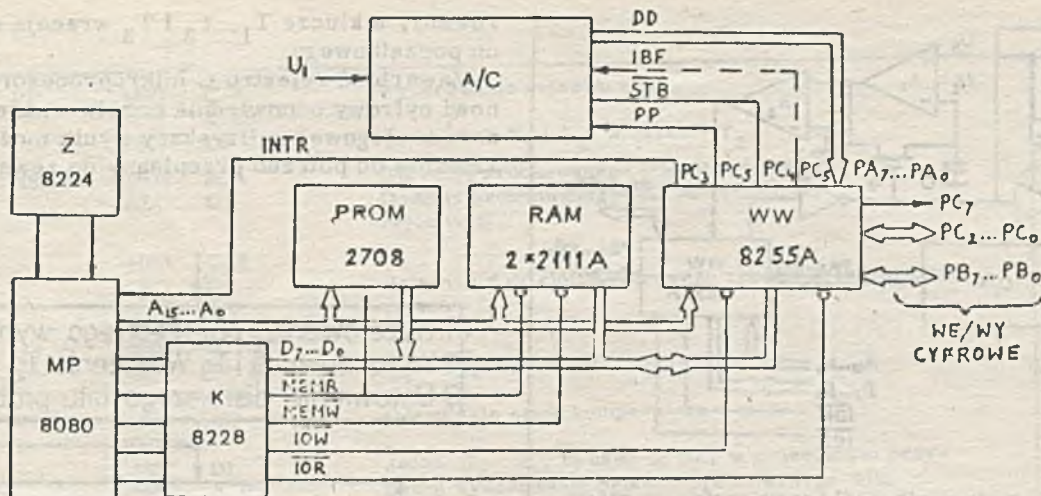 DD
IBF
STB
PP
U₁
A/C
INTR
Z
8224
PC₃ PC₅ PC₄ PC₅ PA₇...PA₀
PROM
2708
RAM
2*2111A
WW
8255A
PC₇
PC₂...PC₀
PB₇...PB₀
WE/WY
CYFROWE
A₁₅...A₀
MP
8080
K
8228
D₇...D₀
MEMR
MEMW
IOW
IOR